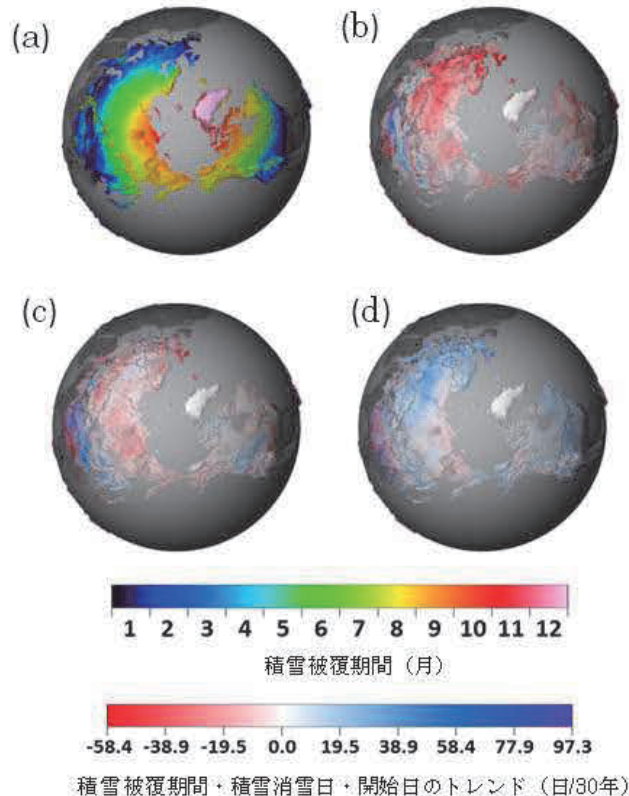 (a)
(b)
(c)
(d)
1 2 3 4 5 6 7 8 9 10 11 12
積雪被覆期間（月）
-58.4 -38.9 -19.5 0.0 19.5 38.9 58.4 77.9 97.3
積雪被覆期間・積雪消雪日・開始日のトレンド（日/30年）